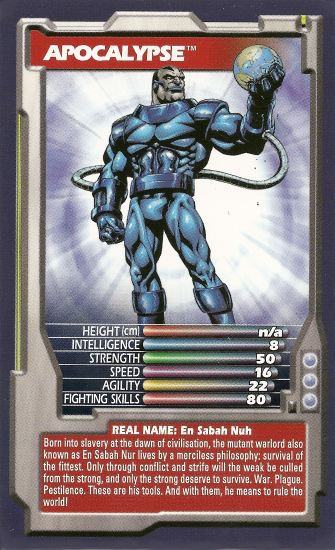 APOCALYPSE™
HEIGHT (cm) n/a
INTELLIGENCE 8
STRENGTH 50
SPEED 16
AGILITY 22
FIGHTING SKILLS 80
REAL NAME: En Sabah Nuh
Born into slavery at the dawn of civilisation, the mutant warlord also
known as En Sabah Nur lives by a merciless philosophy: survival of
the fittest. Only through conflict and strife will the weak be culled
from the strong, and only the strong deserve to survive. War. Plague.
Pestilence. These are his tools. And with them, he means to rule the
world!